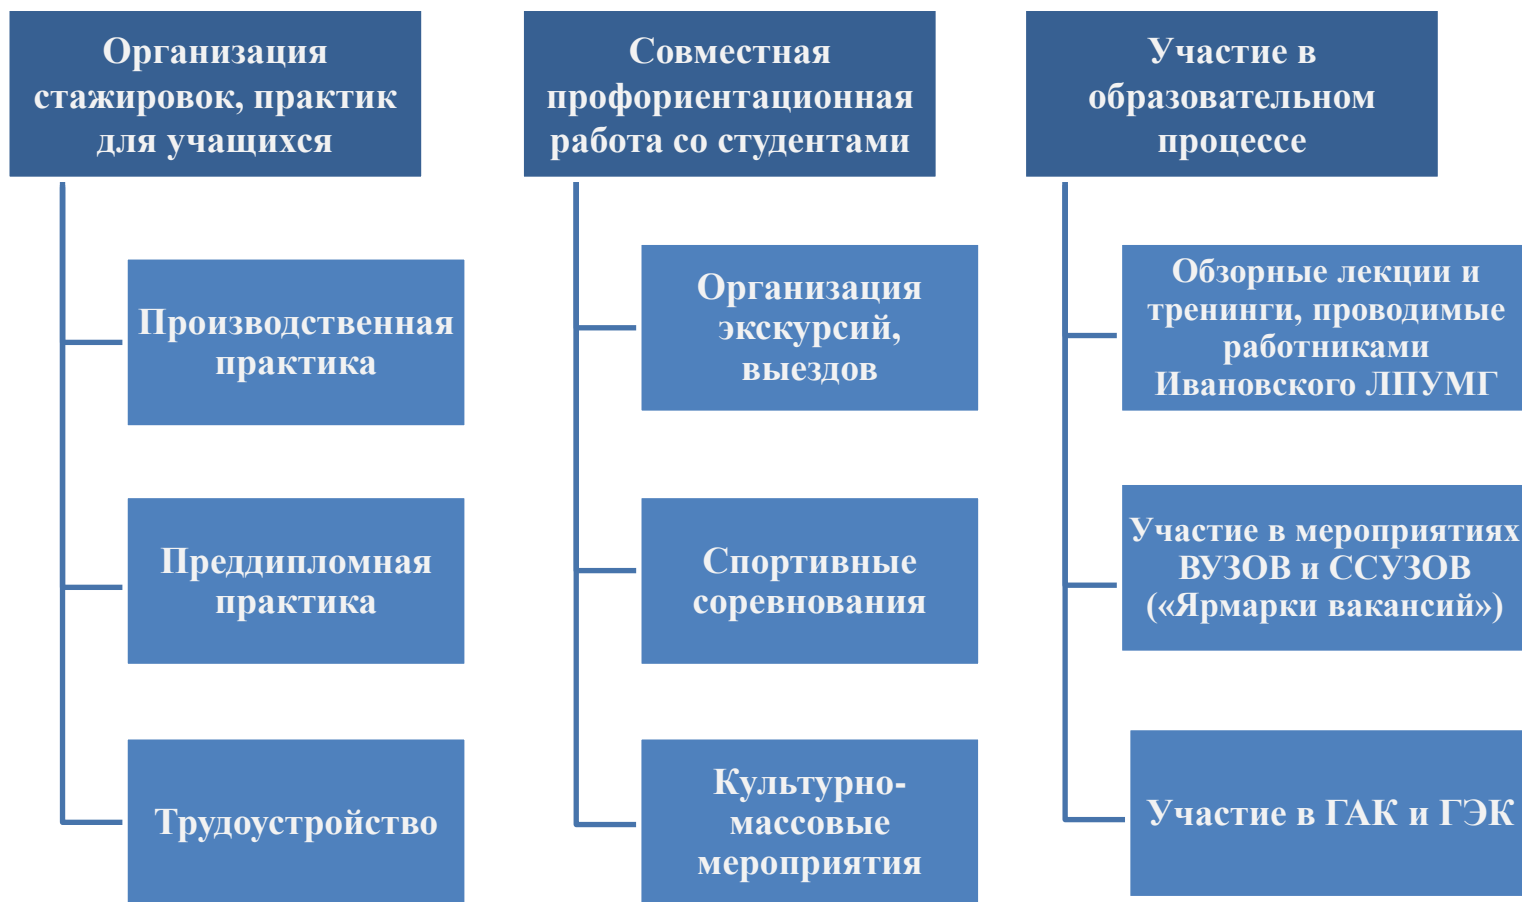 Организация
стажировок, практик
для учащихся
Производственная
практика
Преддипломная
практика
Трудоустройство
Совместная
профориентационная
работа со студентами
Организация
экскурсий,
выездов
Спортивные
соревнования
Культурно-
массовые
мероприятия
Участие в
образовательном
процессе
Обзорные лекции и
тренинги, проводимые
работниками
Ивановского ЛПУМГ
Участие в мероприятиях
ВУЗОВ и ССУЗОВ
(«Ярмарки вакансий»)
Участие в ГАК и ГЭК